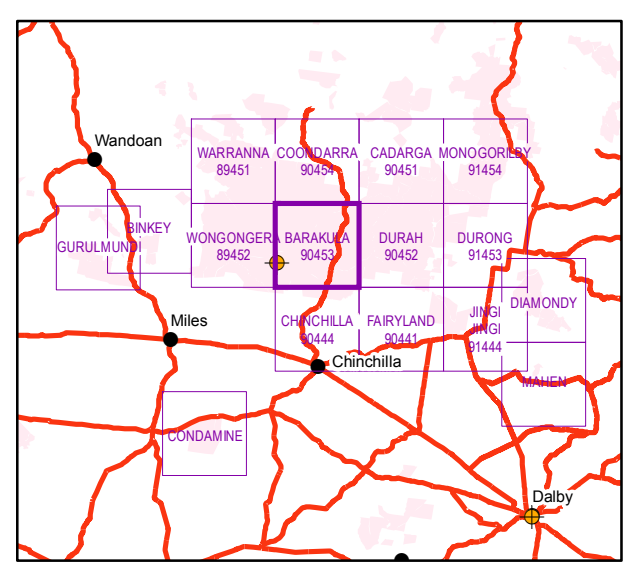 Wandoan
WARRANNA
89451
COONDARRA
90454
CADARGA
90451
MONOGORILBY
91454
GURULMUNDI
BINKEY
WONGONGERA
89452
BARAKULA
90453
DURAH
90452
DURONG
91453
DIAMONDY
Miles
CHINCHILLA
90444
FAIRYLAND
90441
JINGI
JINGI
91444
Chinchilla
MAHEN
CONDAMINE
Dalby